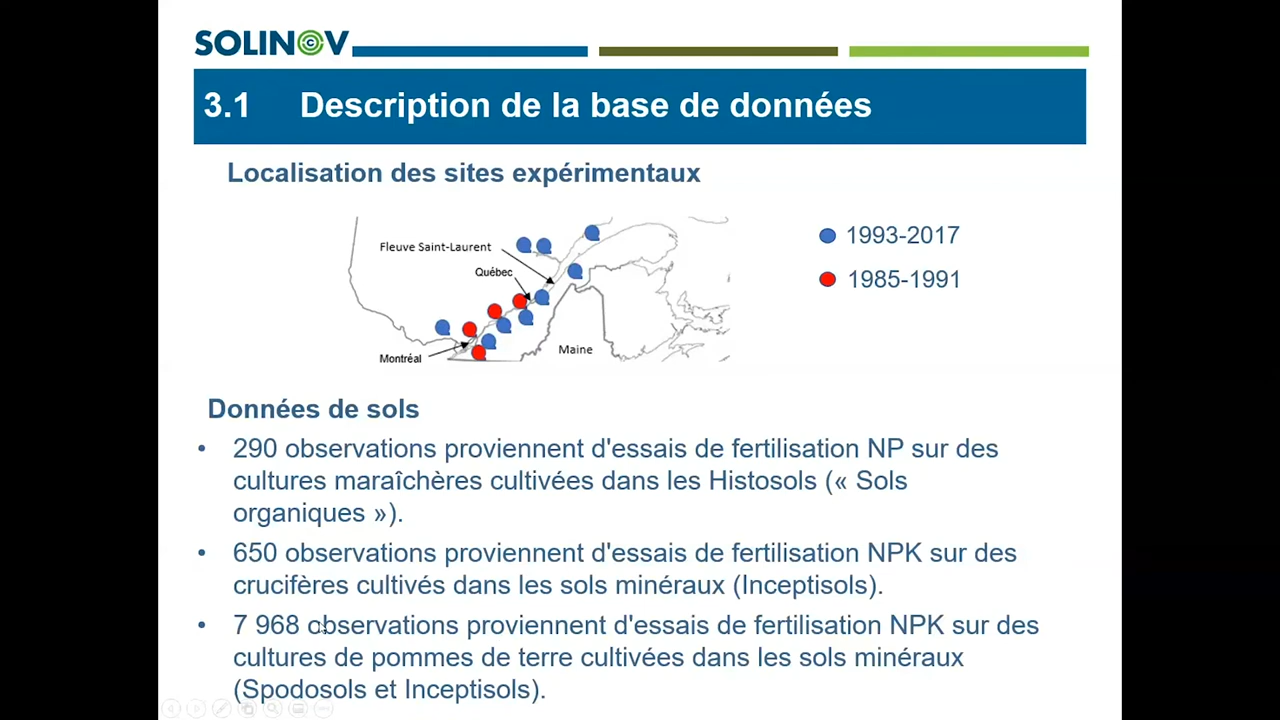 SOLINOV
3.1 Description de la base de données
Localisation des sites expérimentaux
Fleuve Saint-Laurent
Québec
Montréal
Maine
1993-2017
1985-1991
Données de sols
• 290 observations proviennent d'essais de fertilisation NP sur des
cultures maraîchères cultivées dans les Histosols (« Sols
organiques »).
• 650 observations proviennent d'essais de fertilisation NPK sur des
crucifères cultivés dans les sols minéraux (Inceptisols).
• 7 968 observations proviennent d'essais de fertilisation NPK sur des
cultures de pommes de terre cultivées dans les sols minéraux
(Spodosols et Inceptisols).